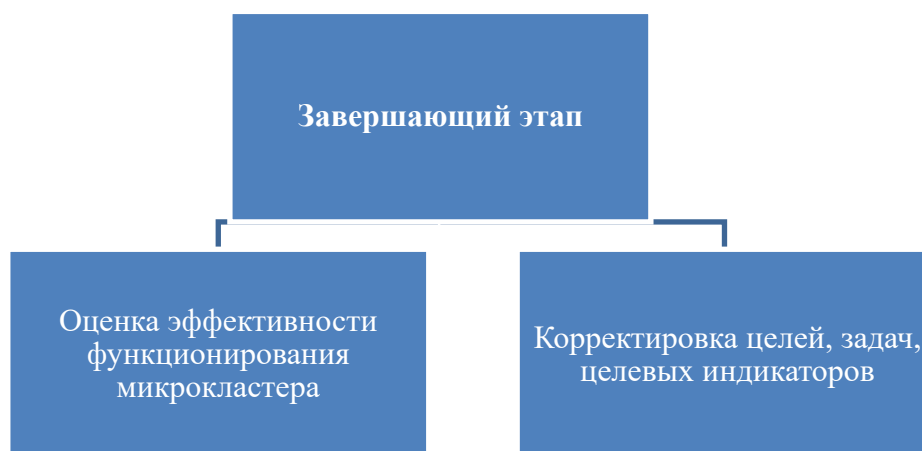 Завершающий этап
Оценка эффективности
функционирования
микрокластера
Корректировка целей, задач,
целевых индикаторов